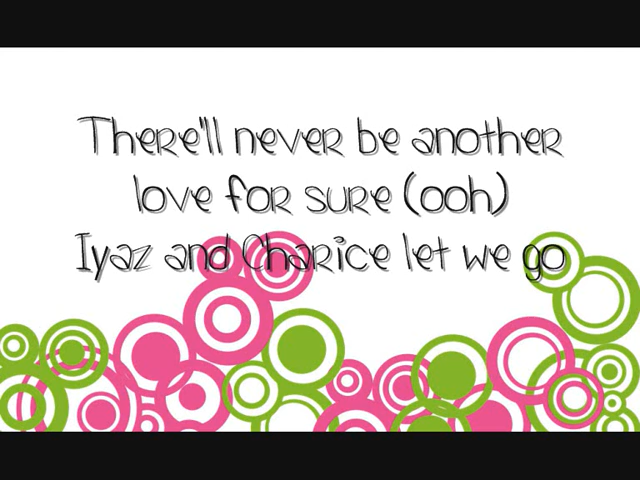 There'll never be another
love for sure (ooh)
Iyaz and Charice let we go